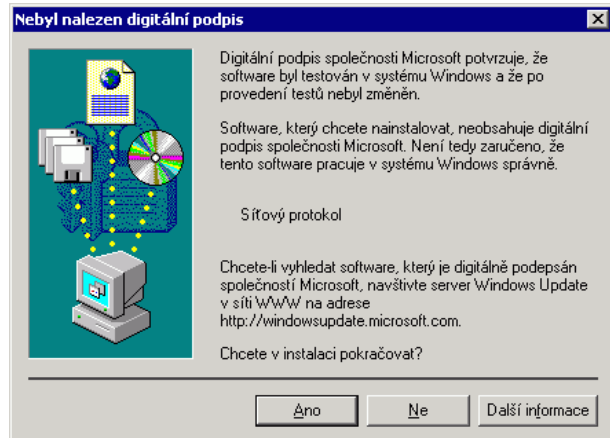 Nebyl nalezen digitální podpis
Digitální podpis společnosti Microsoft potvrzuje, že
software byl testován v systému Windows a že po
provedení testů nebyl změněn.
Software, který chcete nainstalovat, neobsahuje digitální
podpis společnosti Microsoft. Není tedy zaručeno, že
tento software pracuje v systému Windows správně.
Síťový protokol
Chcete-li vyhledat software, který je digitálně podepsán
společností Microsoft, navštivte server Windows Update
v síti WWW na adrese
http://windowsupdate.microsoft.com.
Chcete v instalaci pokračovat?
Ano
Ne
Další informace